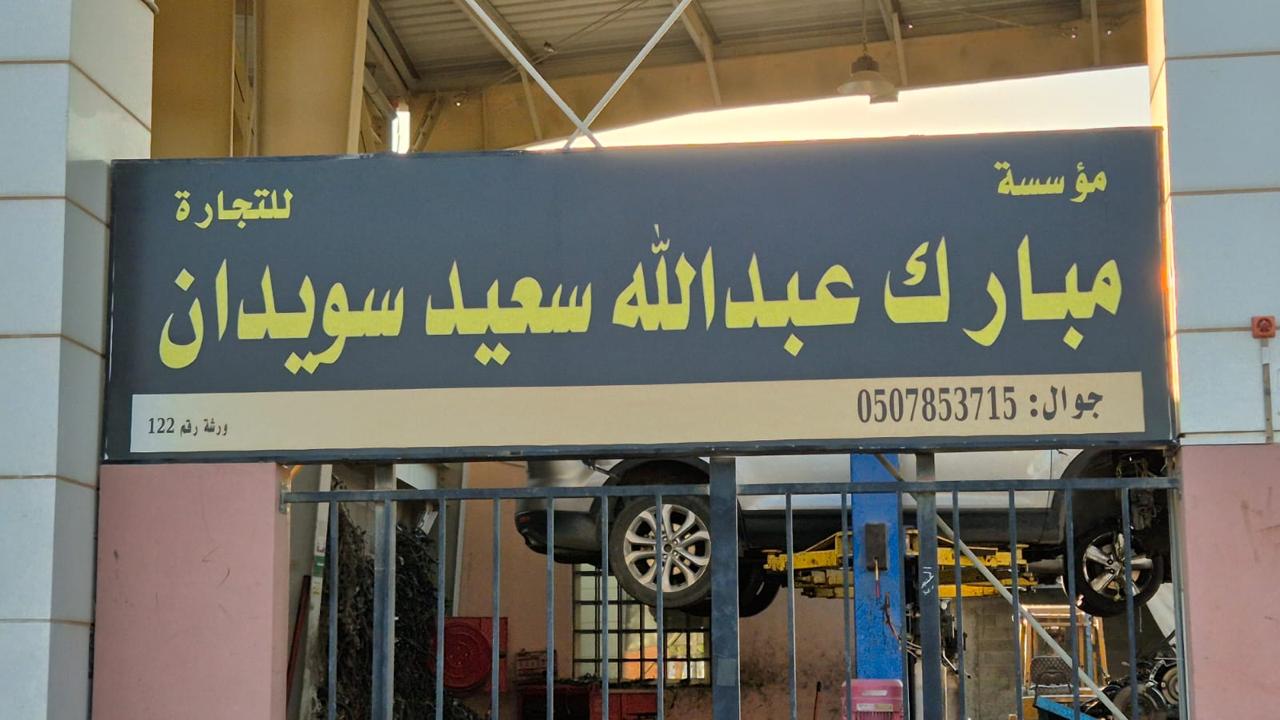 مؤسسة
للتجارة
مبارك عبدالله سعيد سويدان
جوال: 0507853715
ورشة رقم 122